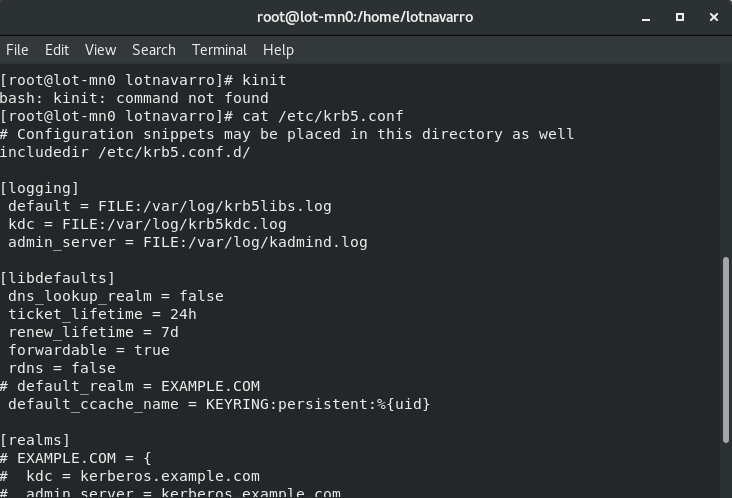 root@lot-mn0:/home/lotnavarro
File Edit View Search Terminal Help
[root@lot-mn0 lotnavarro]# kinit
bash: kinit: command not found
[root@lot-mn0 lotnavarro]# cat /etc/krb5.conf
# Configuration snippets may be placed in this directory as well
includedir /etc/krb5.conf.d/

[logging]
 default = FILE:/var/log/krb5libs.log
 kdc = FILE:/var/log/krb5kdc.log
 admin_server = FILE:/var/log/kadmind.log

[libdefaults]
 dns_lookup_realm = false
 ticket_lifetime = 24h
 renew_lifetime = 7d
 forwardable = true
 rdns = false
# default_realm = EXAMPLE.COM
 default_ccache_name = KEYRING:persistent:%{uid}

[realms]
# EXAMPLE.COM = {
#  kdc = kerberos.example.com
#  admin_server = kerberos.example.com